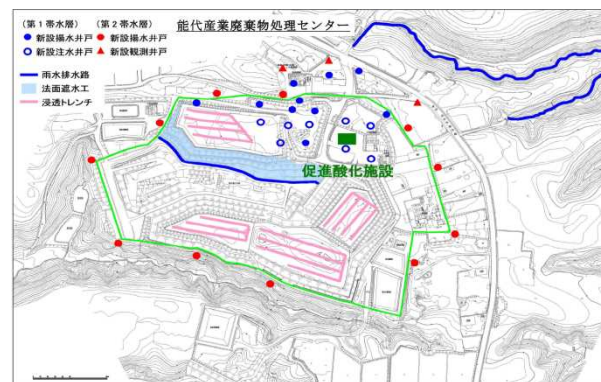 能代産業廃棄物処理センター
(第1帯水層) (第2帯水層)
新設揚水井戸 新設揚水井戸
新設注水井戸 新設観測井戸
雨水排水路
法面遮水工
浸透トレンチ
促進酸化施設